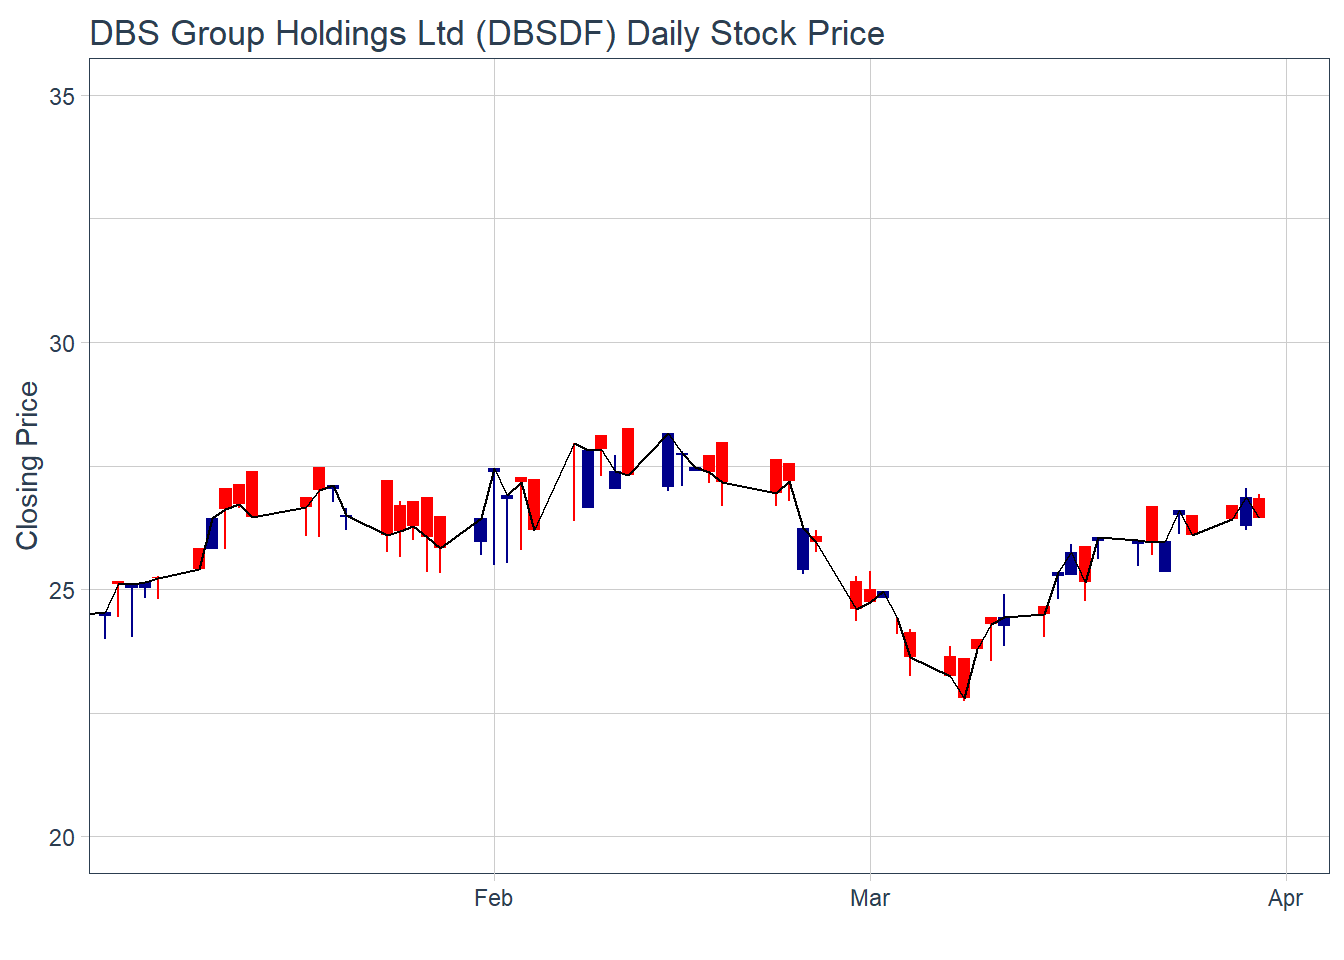 DBS Group Holdings Ltd (DBSDF) Daily Stock Price
Closing Price
35
30
25
20
Feb
Mar
Apr